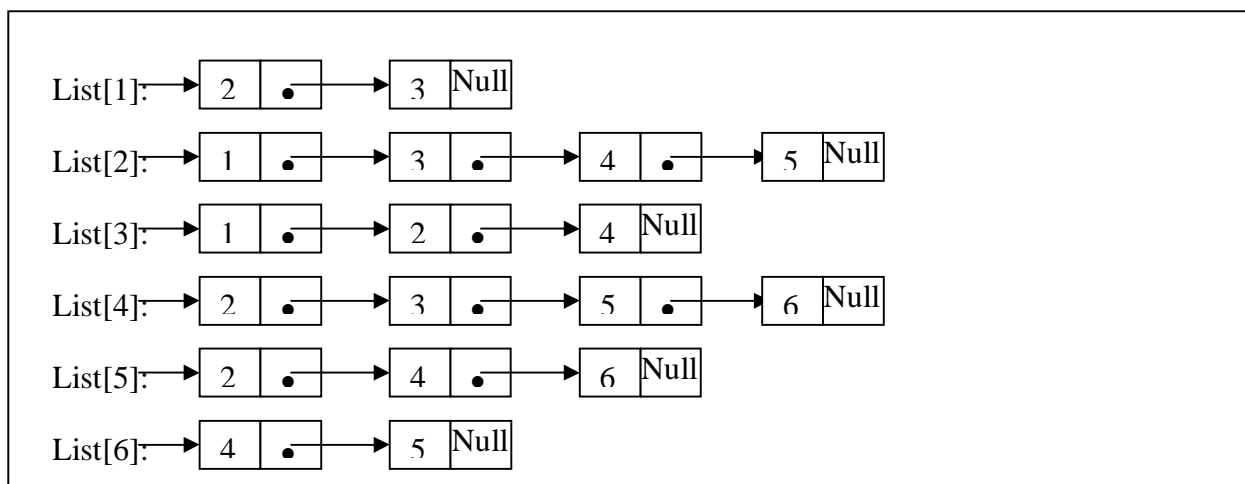 List[1]: 2 3 Null
List[2]: 1 3 4 5 Null
List[3]: 1 2 4 Null
List[4]: 2 3 5 6 Null
List[5]: 2 4 6 Null
List[6]: 4 5 Null